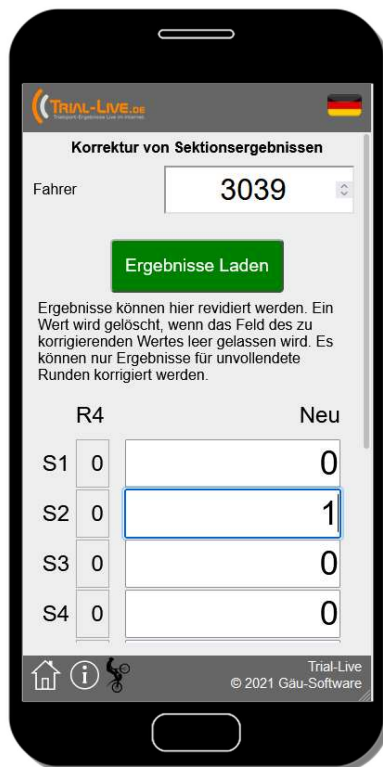 TRIAL-LIVE.DE
Korrektur von Sektionsergebnissen
Fahrer 3039
Ergebnisse Laden
Ergebnisse können hier revidiert werden. Ein
Wert wird gelöscht, wenn das Feld des zu
korrigierenden Wertes leer gelassen wird. Es
können nur Ergebnisse für unvollendete
Runden korrigiert werden.
R4 Neu
S1 0 0
S2 0 1
S3 0 0
S4 0 0
Trial-Live
© 2021 Gäu-Software